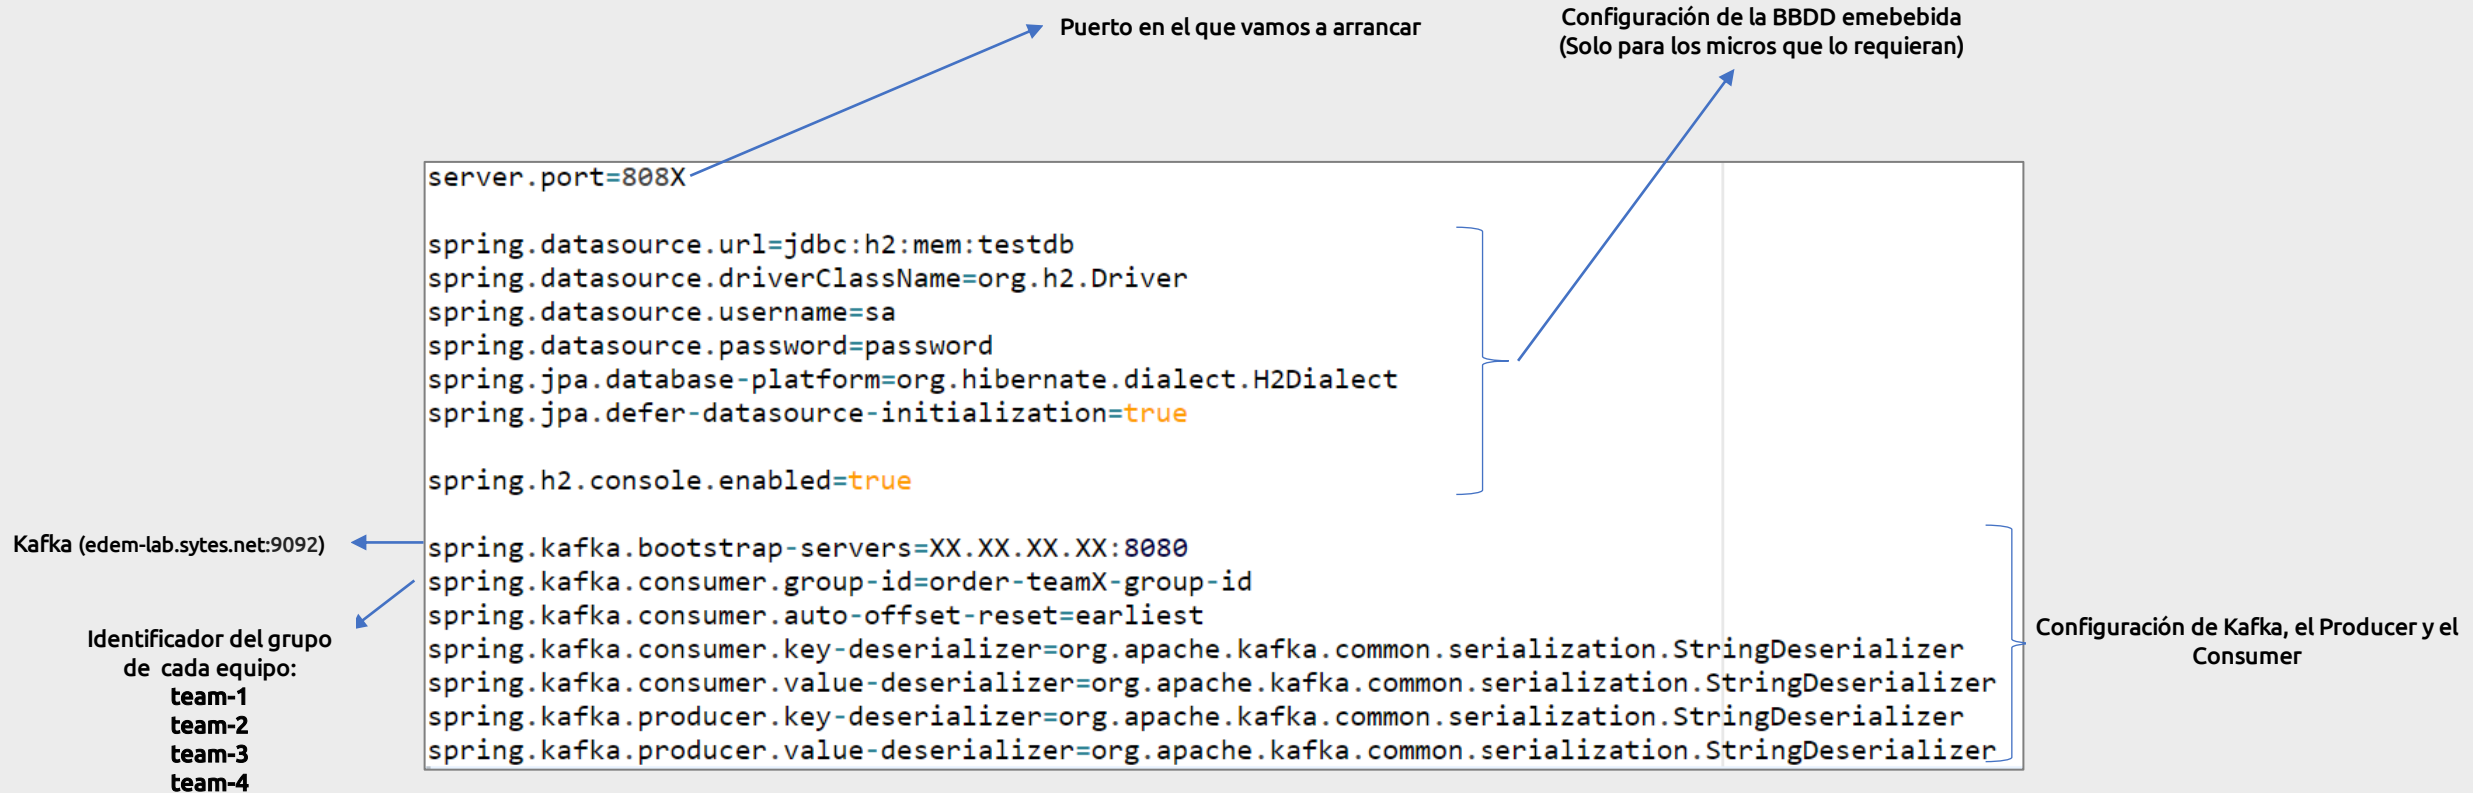 Puerto en el que vamos a arrancar
Configuración de la BBDD emebebida
(Solo para los micros que lo requieran)
server.port=808X
spring.datasource.url=jdbc:h2:mem:testdb
spring.datasource.driverClassName=org.h2.Driver
spring.datasource.username=sa
spring.datasource.password=password
spring.jpa.database-platform=org.hibernate.dialect.H2Dialect
spring.jpa.defer-datasource-initialization=true
spring.h2.console.enabled=true
Kafka (edem-lab.sytes.net:9092)
spring.kafka.bootstrap-servers=XX.XX.XX.XX:8080
spring.kafka.consumer.group-id=order-teamX-group-id
spring.kafka.consumer.auto-offset-reset=earliest
spring.kafka.consumer.key-deserializer=org.apache.kafka.common.serialization.StringDeserializer
spring.kafka.consumer.value-deserializer=org.apache.kafka.common.serialization.StringDeserializer
spring.kafka.producer.key-deserializer=org.apache.kafka.common.serialization.StringDeserializer
spring.kafka.producer.value-deserializer=org.apache.kafka.common.serialization.StringDeserializer
Identificador del grupo
de cada equipo:
team-1
team-2
team-3
team-4
Configuración de Kafka, el Producer y el
Consumer